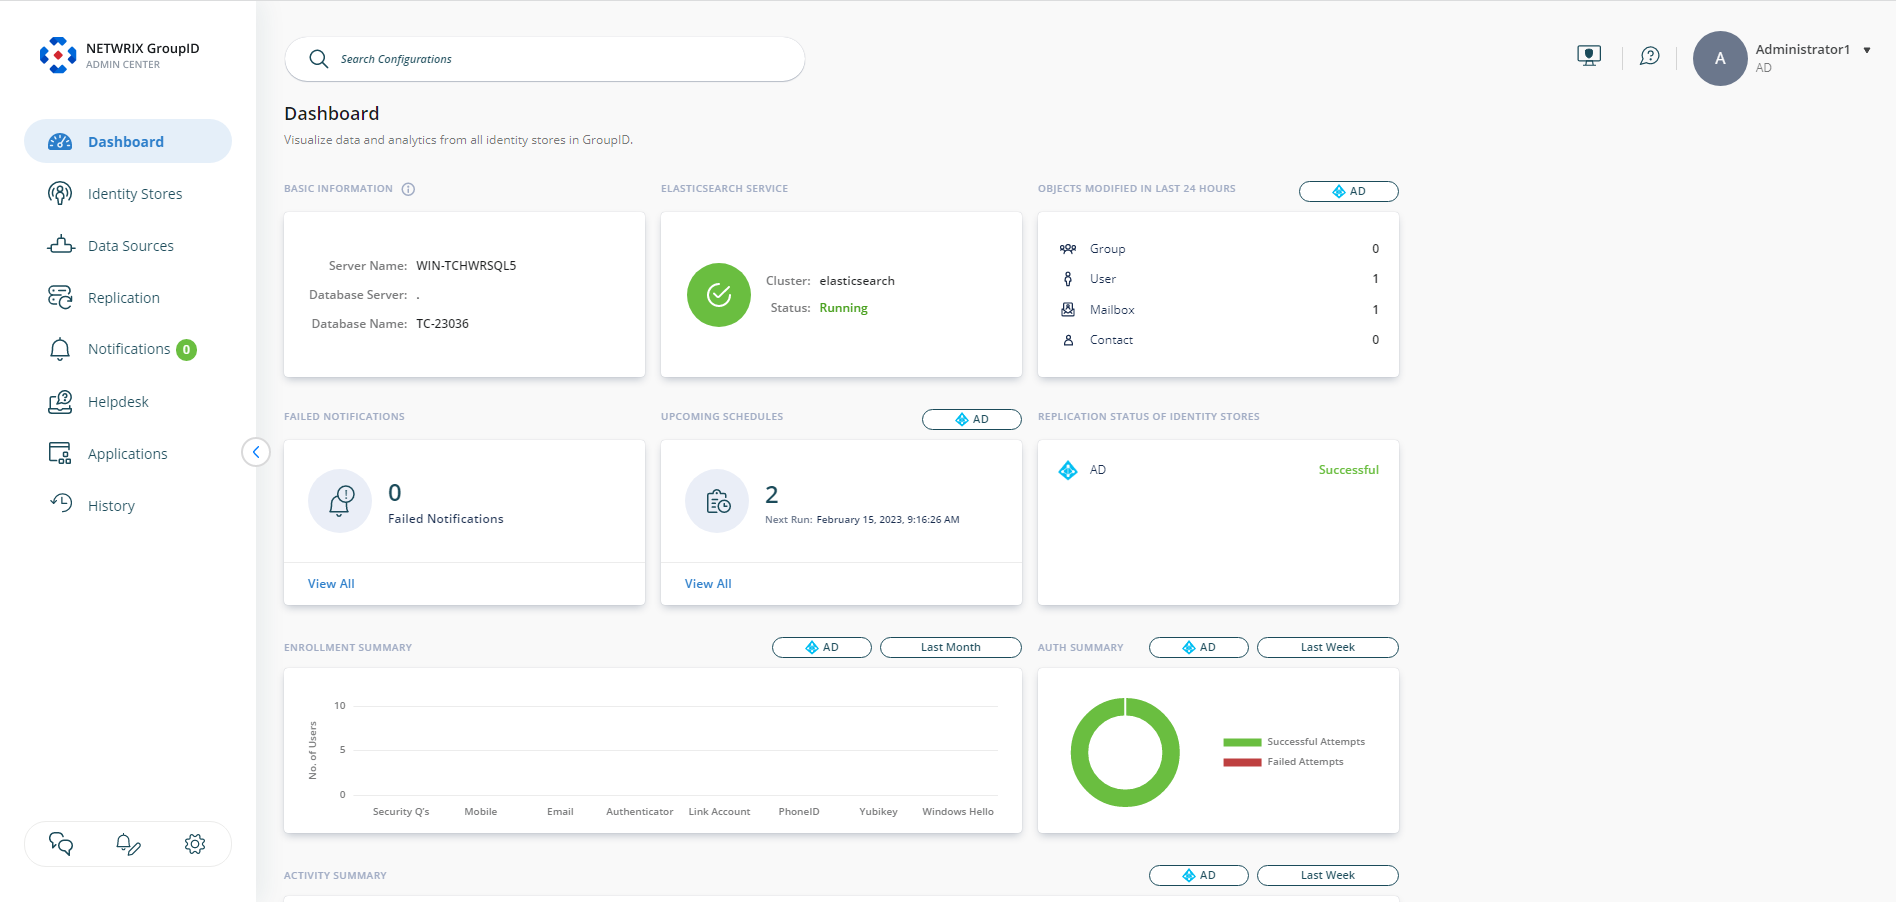 NETWRIX GroupID
ADMIN CENTER
Dashboard
Identity Stores
Data Sources
Replication
Notifications 0
Helpdesk
Applications
History
Search Configurations
A
Administrator1
AD
Dashboard
Visualize data and analytics from all identity stores in GroupID.
BASIC INFORMATION
Server Name: WIN-TCHWRSQL5
Database Server: .
Database Name: TC-23036
ELASTICSEARCH SERVICE
Cluster: elasticsearch
Status: Running
OBJECTS MODIFIED IN LAST 24 HOURS AD
Group 0
User 1
Mailbox 1
Contact 0
FAILED NOTIFICATIONS
0
Failed Notifications
View All
UPCOMING SCHEDULES AD
2
Next Run: February 15, 2023, 9:16:26 AM
View All
REPLICATION STATUS OF IDENTITY STORES
AD Successful
ENROLLMENT SUMMARY AD Last Month
No. of Users
10
5
0
Security Q's Mobile Email Authenticator Link Account PhoneID Yubikey Windows Hello
AUTH SUMMARY AD Last Week
Successful Attempts
Failed Attempts
ACTIVITY SUMMARY AD Last Week